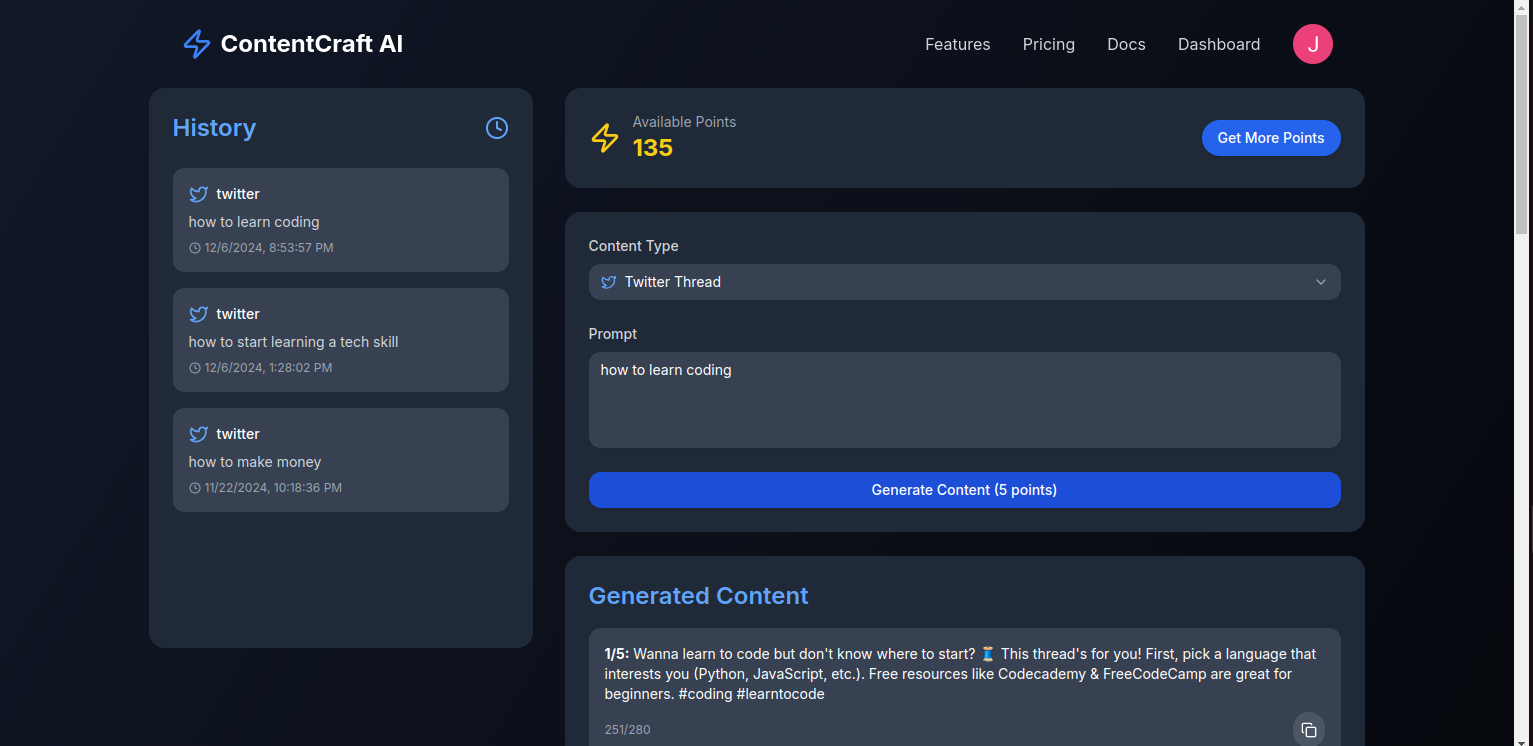 ContentCraft AI
Features Pricing Docs Dashboard J
History
twitter
how to learn coding
12/6/2024, 8:53:57 PM
twitter
how to start learning a tech skill
12/6/2024, 1:28:02 PM
twitter
how to make money
11/22/2024, 10:18:36 PM
Available Points
135
Get More Points
Content Type
Twitter Thread
Prompt
how to learn coding
Generate Content (5 points)
Generated Content
1/5: Wanna learn to code but don't know where to start? 🧵 This thread's for you! First, pick a language that
interests you (Python, JavaScript, etc.). Free resources like Codecademy & FreeCodeCamp are great for
beginners. #coding #learntocode
251/280